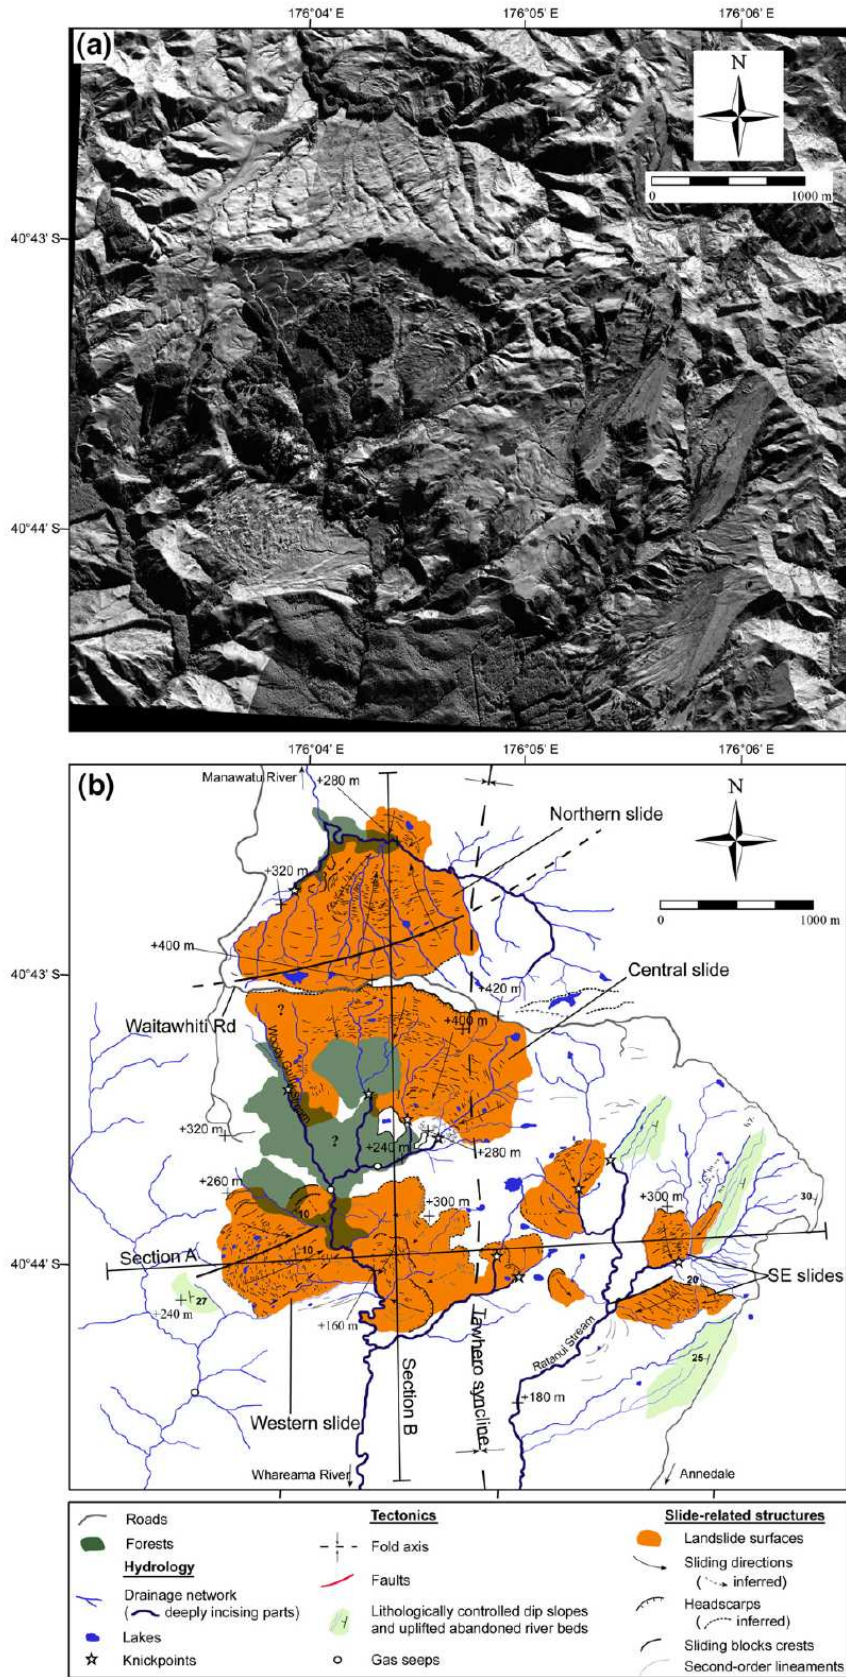 176°04′ E
176°05′ E
176°06′ E
(a)
N
0
1000 m
40°43′ S
40°44′ S
176°04′ E
176°05′ E
176°06′ E
(b)
Manawatu River
+280 m
N
Northern slide
+320 m
0
1000 m
+400 m
Central slide
40°43′ S
+420 m
?
Waitawhiti Rd
+400 m
+320 m
?
+240 m
+280 m
+260 m
+300 m
+300 m
10
30
Section A
10
40°44′ S
SE slides
20
27
+240 m
+160 m
Rataoui Stream
Tawhero syncline
Section B
25
+180 m
Western slide
Whareama River
Annedale
Roads
Forests
Hydrology
Drainage network
( deeply incising parts)
Lakes
Knickpoints
Tectonics
Fold axis
Faults
Lithologically controlled dip slopes
and uplifted abandoned river beds
Gas seeps
Slide-related structures
Landslide surfaces
Sliding directions
( inferred)
Headscarps
( inferred)
Sliding blocks crests
Second-order lineaments